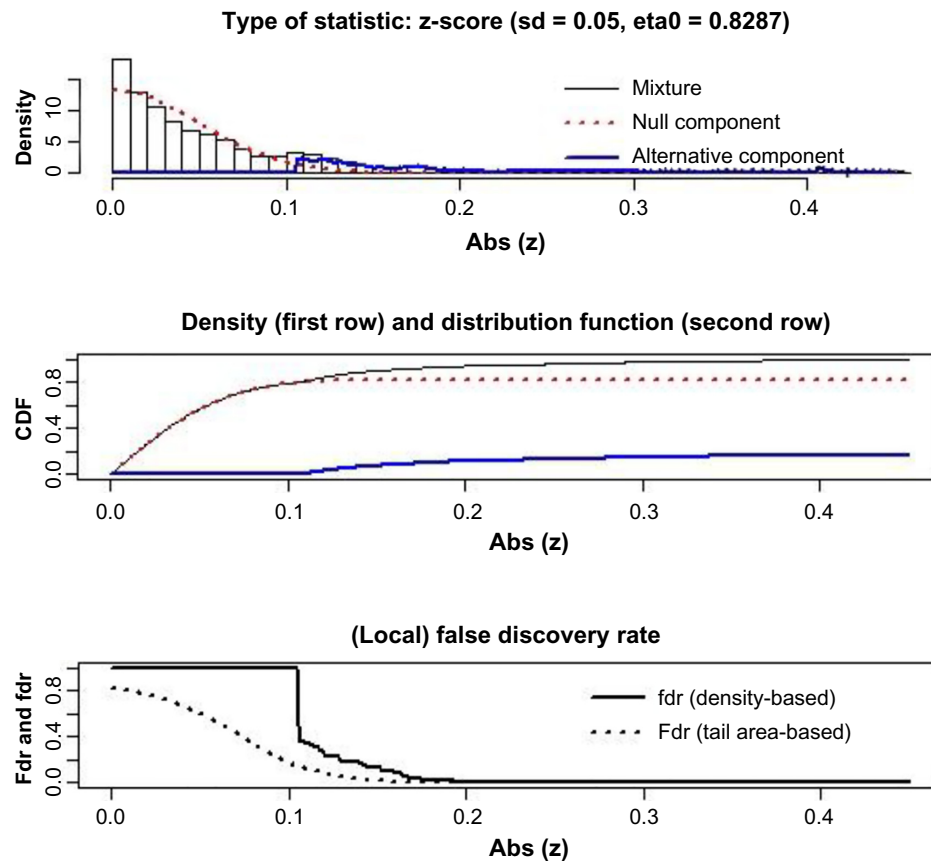 Type of statistic: z-score (sd = 0.05, eta0 = 0.8287)
Density
10
5
0
Mixture
Null component
Alternative component
0.0 0.1 0.2 0.3 0.4
Abs (z)
Density (first row) and distribution function (second row)
CDF
0.8
0.4
0.0
0.0 0.1 0.2 0.3 0.4
Abs (z)
(Local) false discovery rate
Fdr and fdr
0.8
0.4
0.0
fdr (density-based)
Fdr (tail area-based)
0.0 0.1 0.2 0.3 0.4
Abs (z)